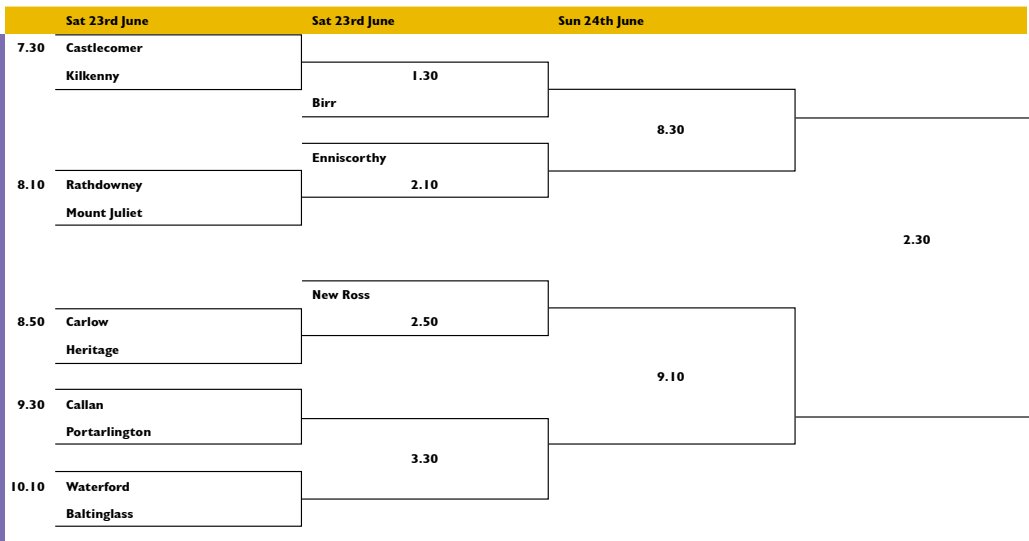 Sat 23rd June Sat 23rd June Sun 24th June
7.30 Castlecomer
Kilkenny 1.30
Birr
8.30
Enniscorthy
8.10 Rathdowney 2.10
Mount Juliet
2.30
New Ross
8.50 Carlow 2.50
Heritage
9.10
9.30 Callan
Portarlington
3.30
10.10 Waterford
Baltinglass